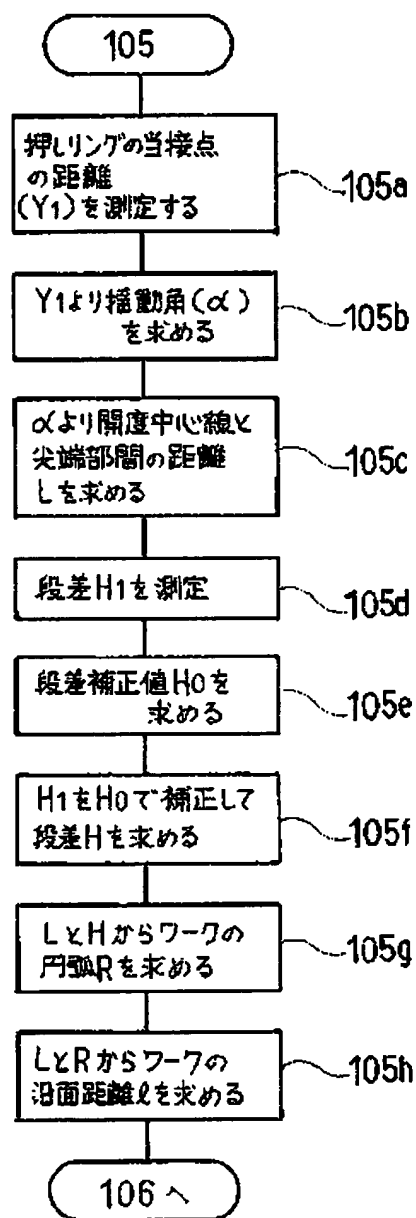 105
押しリングの当接点
の距離
(Y1)を測定する
105a
Y1より揺動角(α)
を求める
105b
αより開度中心線と
尖端部間の距離
Lを求める
105c
段差H1を測定
105d
段差補正値H0を
求める
105e
H1をH0で補正して
段差Hを求める
105f
LとHからワークの
円弧Rを求める
105g
LとRからワークの
沿面距離ℓを求める
105h
106へ